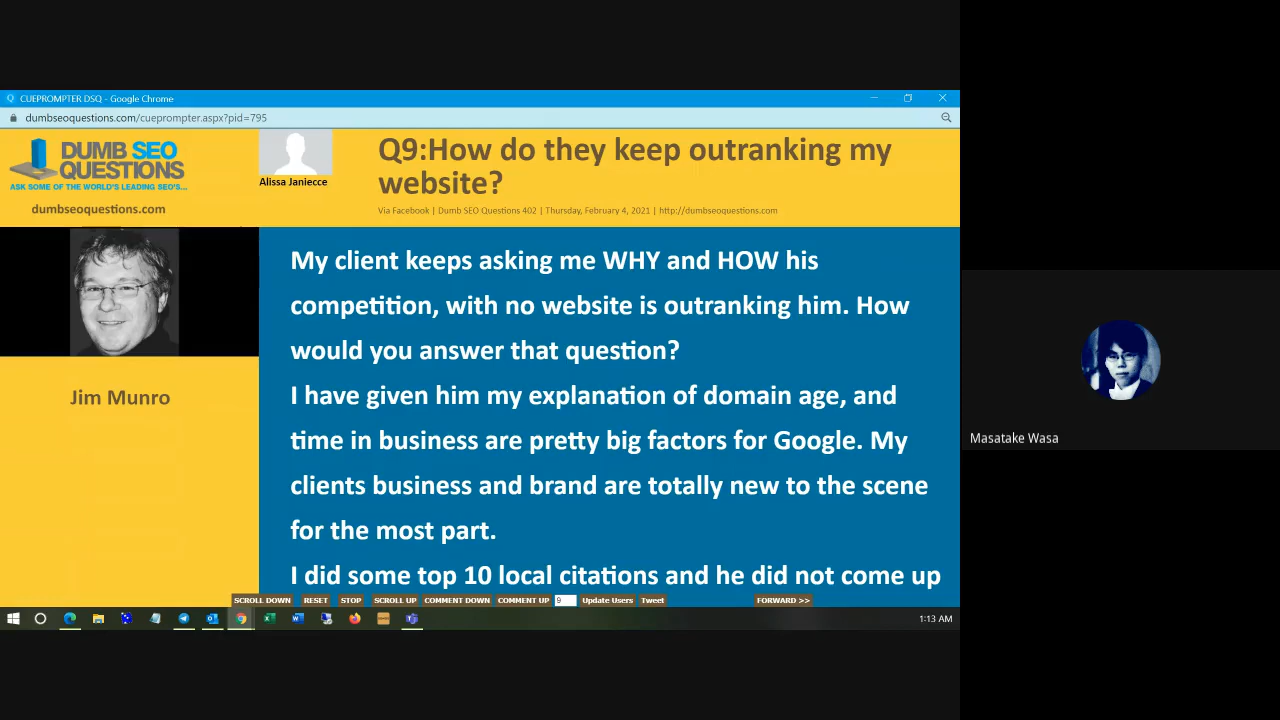 CUEPROMPTER DSQ - Google Chrome
dumbseoquestions.com/cueprompter.aspx?pid=795
DUMB SEO
QUESTIONS
ASK SOME OF THE WORLD'S LEADING SEO'S...
dumbseoquestions.com
Alissa Janiecce
Q9:How do they keep outranking my
website?
Via Facebook | Dumb SEO Questions 402 | Thursday, February 4, 2021 | http://dumbseoquestions.com
Jim Munro
My client keeps asking me WHY and HOW his
competition, with no website is outranking him. How
would you answer that question?
I have given him my explanation of domain age, and
time in business are pretty big factors for Google. My
clients business and brand are totally new to the scene
for the most part.
I did some top 10 local citations and he did not come up
SCROLL DOWN RESET STOP SCROLL UP COMMENT DOWN COMMENT UP 9 Update Users Tweet FORWARD >>
1:13 AM
Masatake Wasa